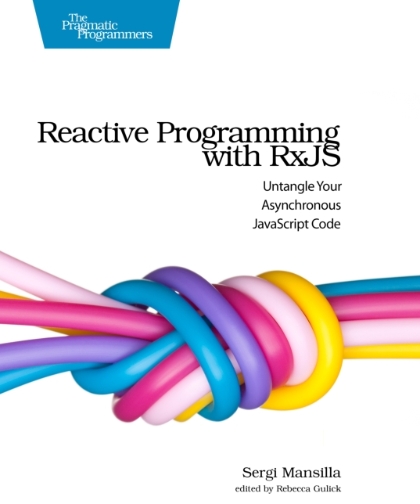 The
Pragmatic
Programmers
Reactive Programming
with RxJS
Untangle Your
Asynchronous
JavaScript Code
Sergi Mansilla
edited by Rebecca Gulick